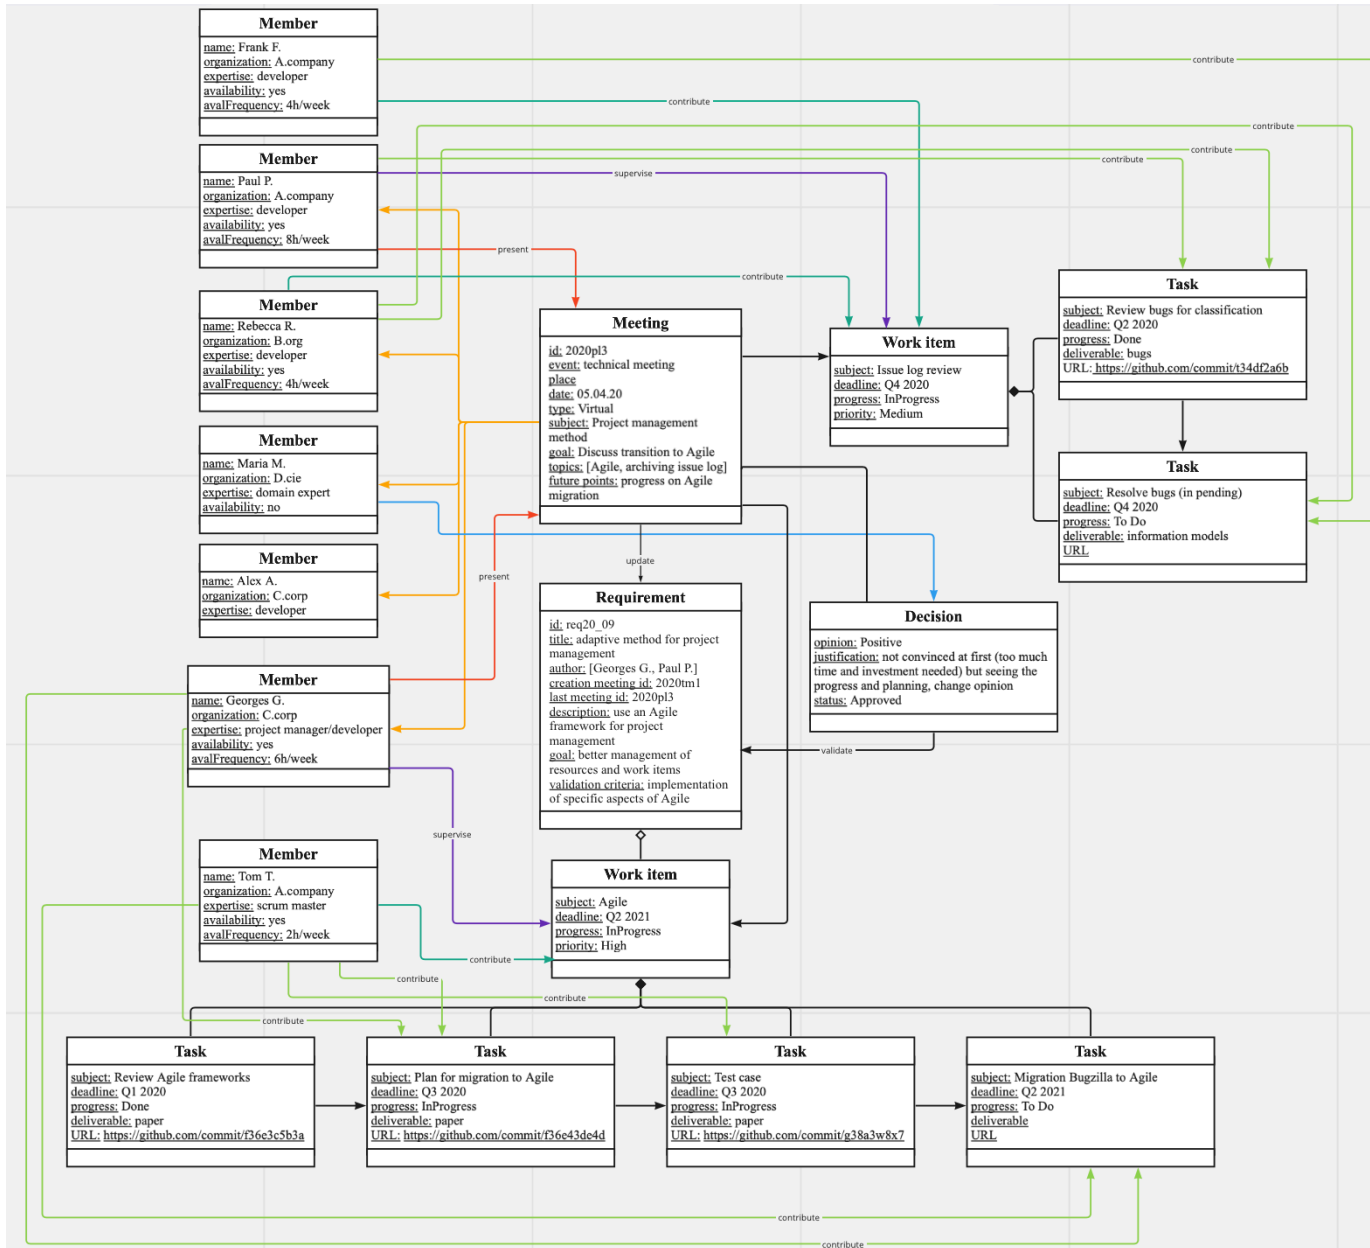 Member
name: Frank F.
organization: A.company
expertise: developer
availability: yes
avalFrequency: 4h/week
contribute
contribute
contribute
contribute
contribute
Member
name: Paul P.
organization: A.company
expertise: developer
availability: yes
avalFrequency: 8h/week
supervise
present
contribute
Member
name: Rebecca R.
organization: B.org
expertise: developer
availability: yes
avalFrequency: 4h/week
Meeting
id: 2020pl3
event: technical meeting
place
date: 05.04.20
type: Virtual
subject: Project management
method
goal: Discuss transition to Agile
topics: [Agile, archiving issue log]
future points: progress on Agile
migration
Work item
subject: Issue log review
deadline: Q4 2020
progress: InProgress
priority: Medium
Task
subject: Review bugs for classification
deadline: Q2 2020
progress: Done
deliverable: bugs
URL: https://github.com/commit/t34df2a6b
Member
name: Maria M.
organization: D.cie
expertise: domain expert
availability: no
Task
subject: Resolve bugs (in pending)
deadline: Q4 2020
progress: To Do
deliverable: information models
URL
Member
name: Alex A.
organization: C.corp
expertise: developer
present
update
Requirement
id: req20_09
title: adaptive method for project
management
author: [Georges G., Paul P.]
creation meeting id: 2020tm1
last meeting id: 2020pl3
description: use an Agile
framework for project
management
goal: better management of
resources and work items
validation criteria: implementation
of specific aspects of Agile
Decision
opinion: Positive
justification: not convinced at first (too much
time and investment needed) but seeing the
progress and planning, change opinion
status: Approved
validate
Member
name: Georges G.
organization: C.corp
expertise: project manager/developer
availability: yes
avalFrequency: 6h/week
supervise
Member
name: Tom T.
organization: A.company
expertise: scrum master
availability: yes
avalFrequency: 2h/week
Work item
subject: Agile
deadline: Q2 2021
progress: InProgress
priority: High
contribute
contribute
contribute
contribute
Task
subject: Review Agile frameworks
deadline: Q1 2020
progress: Done
deliverable: paper
URL: https://github.com/commit/f36e3c5b3a
Task
subject: Plan for migration to Agile
deadline: Q3 2020
progress: InProgress
deliverable: paper
URL: https://github.com/commit/f36e43de4d
Task
subject: Test case
deadline: Q3 2020
progress: InProgress
deliverable: paper
URL: https://github.com/commit/g38a3w8x7
Task
subject: Migration Bugzilla to Agile
deadline: Q2 2021
progress: To Do
deliverable
URL
contribute
contribute